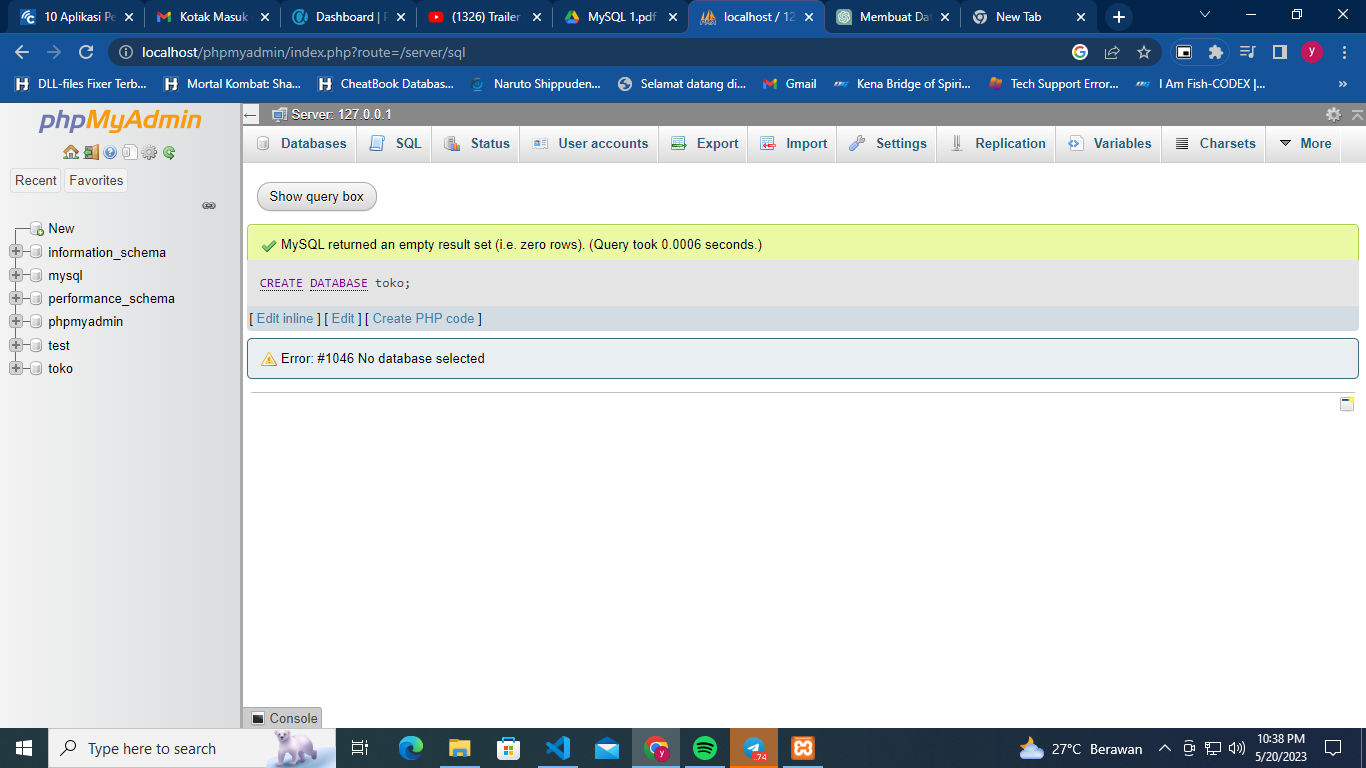 10 Aplikasi Pe
Kotak Masuk
Dashboard | F
(1326) Trailer
MySQL 1.pdf
localhost / 12
Membuat Dat
New Tab
localhost/phpmyadmin/index.php?route=/server/sql
y
DLL-files Fixer Terb...
Mortal Kombat: Sha...
CheatBook Databas...
Naruto Shippuden...
Selamat datang di...
Gmail
Kena Bridge of Spiri...
Tech Support Error...
I Am Fish-CODEX |...
»
phpMyAdmin
Recent
Favorites
New
information_schema
mysql
performance_schema
phpmyadmin
test
toko
Server: 127.0.0.1
Databases
SQL
Status
User accounts
Export
Import
Settings
Replication
Variables
Charsets
More
Show query box
MySQL returned an empty result set (i.e. zero rows). (Query took 0.0006 seconds.)
CREATE DATABASE toko;
[ Edit inline ] [ Edit ] [ Create PHP code ]
Error: #1046 No database selected
Console
Type here to search
y
74
27°C Berawan
10:38 PM
5/20/2023